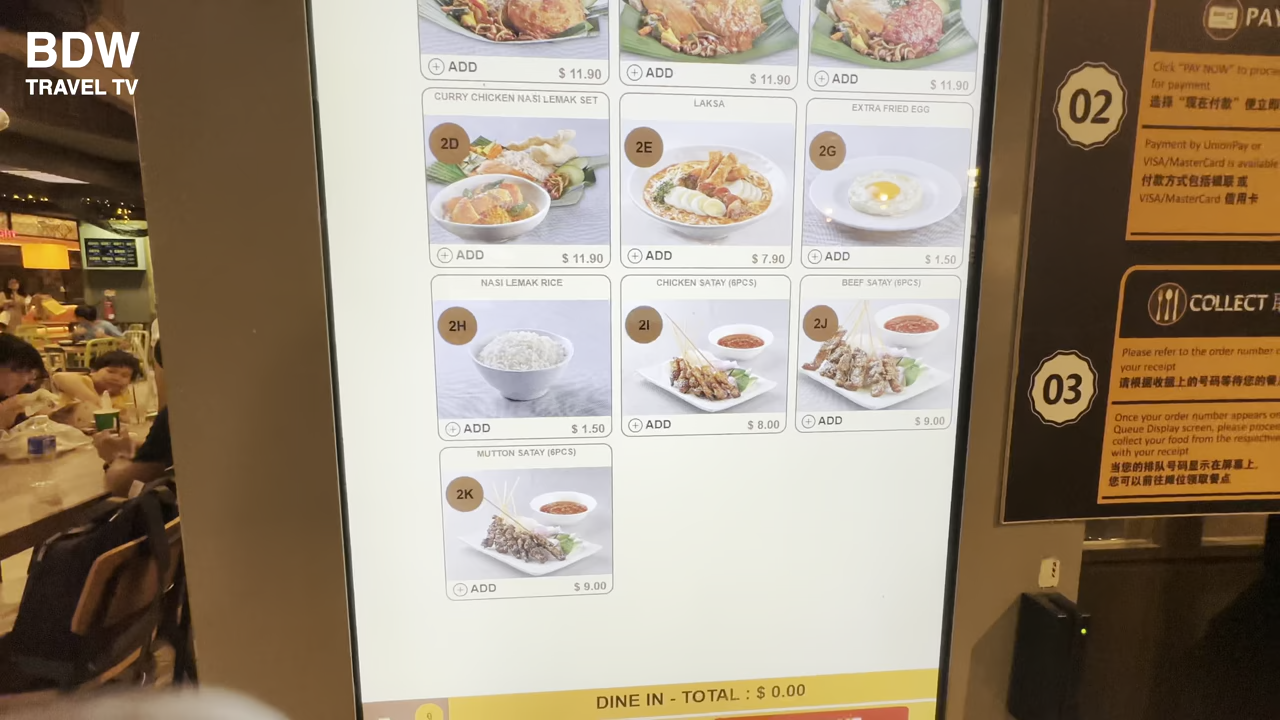 BDW
TRAVEL TV
ADD
$ 11.90
ADD
$ 11.90
ADD
$ 11.90
CURRY CHICKEN NASI LEMAK SET
2D
ADD
$ 11.90
LAKSA
2E
ADD
$ 7.90
EXTRA FRIED EGG
2G
ADD
$ 1.50
NASI LEMAK RICE
2H
ADD
$ 1.50
CHICKEN SATAY (6PCS)
2I
ADD
$ 8.00
BEEF SATAY (6PCS)
2J
ADD
$ 9.00
MUTTON SATAY (6PCS)
2K
ADD
$ 9.00
DINE IN - TOTAL : $ 0.00
02
Click "PAY NOW" to
for payment
选择 "现在付款" 便立即
Payment by UnionPay or
VISA/MasterCard is available
付款方式包括银联 或
VISA/MasterCard 信用卡
03
COLLECT
Please refer to the order number
your receipt
请根据收据上的号码等待您的
Once your order number appears
Queue Display screen, please
collect your food from the
with your receipt
当您的排队号码显示在屏幕上,
您可以前往摊位领取餐点